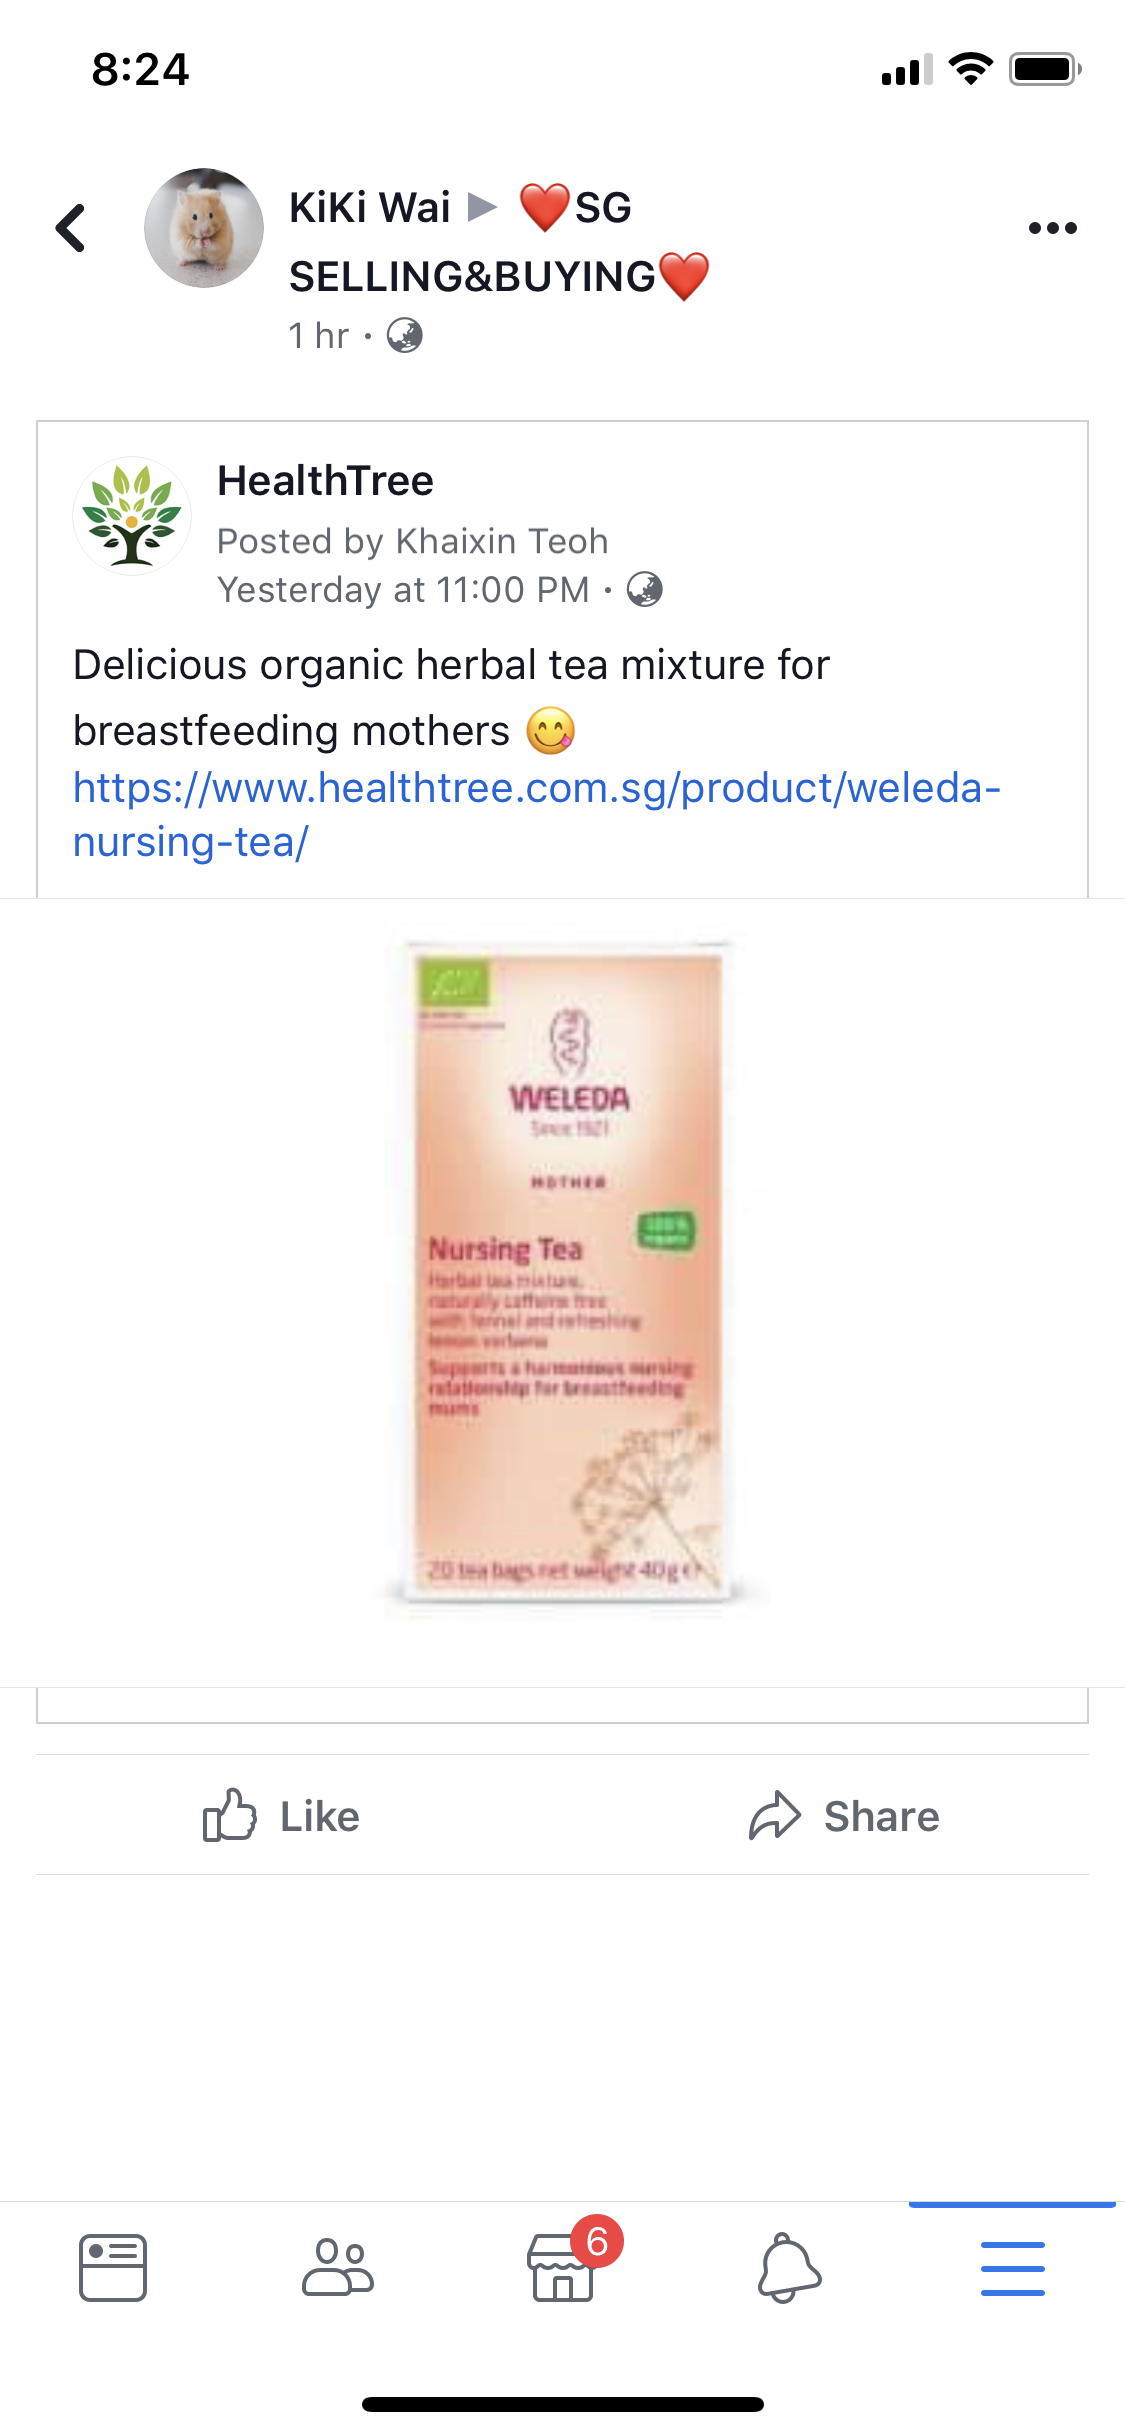 8:24
KiKi Wai ▶ ❤️SG
SELLING&BUYING❤️
1 hr ·
HealthTree
Posted by Khaixin Teoh
Yesterday at 11:00 PM ·
Delicious organic herbal tea mixture for
breastfeeding mothers 😋
https://www.healthtree.com.sg/product/weleda-
nursing-tea/
WELEDA
Since 1921
MOTHER
100%
organic
Nursing Tea
Herbal tea mixture,
naturally caffeine free
with fennel and refreshing
lemon verbena
Supports a harmonious nursing
relationship for breastfeeding
mums
20 tea bags net weight 40g e
Like
Share
6